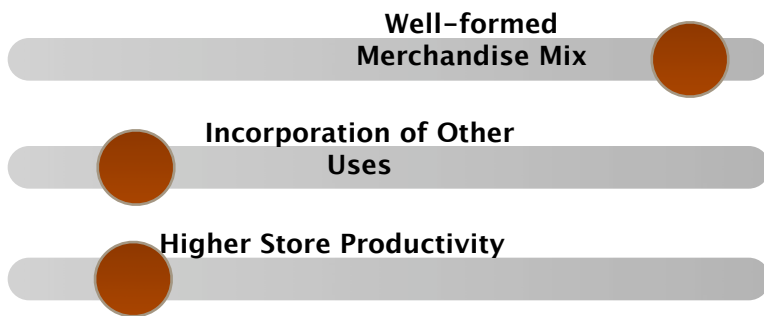 Well-formed
Merchandise Mix
Incorporation of Other
Uses
Higher Store Productivity